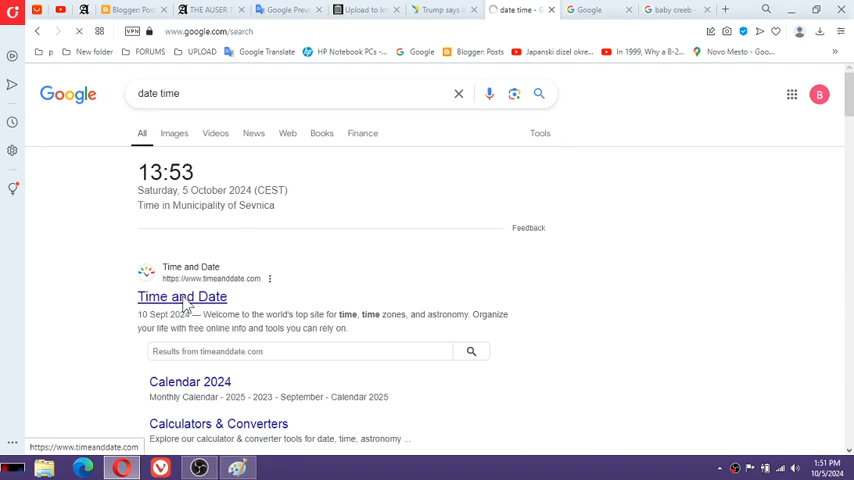 Blogen Post
THE AUSER T
Google Prev
Upload to In
Trump says
date time - G
Google
baby creeb -
VPN
www.google.com/search
p
New folder
FORUMS
UPLOAD
Google Translate
HP Notebook PCs -...
Google
Blogger: Posts
Japanski dizel okre...
In 1999, Why a B-2...
Novo Mesto - Goo...
Google
date time
B
All
Images
Videos
News
Web
Books
Finance
Tools
13:53
Saturday, 5 October 2024 (CEST)
Time in Municipality of Sevnica
Feedback
Time and Date
https://www.timeanddate.com
Time and Date
10 Sept 2024 — Welcome to the world's top site for time, time zones, and astronomy. Organize
your life with free online info and tools you can rely on.
Results from timeanddate.com
Calendar 2024
Monthly Calendar - 2025 - 2023 - September - Calendar 2025
Calculators & Converters
Explore our calculator & converter tools for date, time, astronomy ...
https://www.timeanddate.com
1:51 PM
10/5/2024